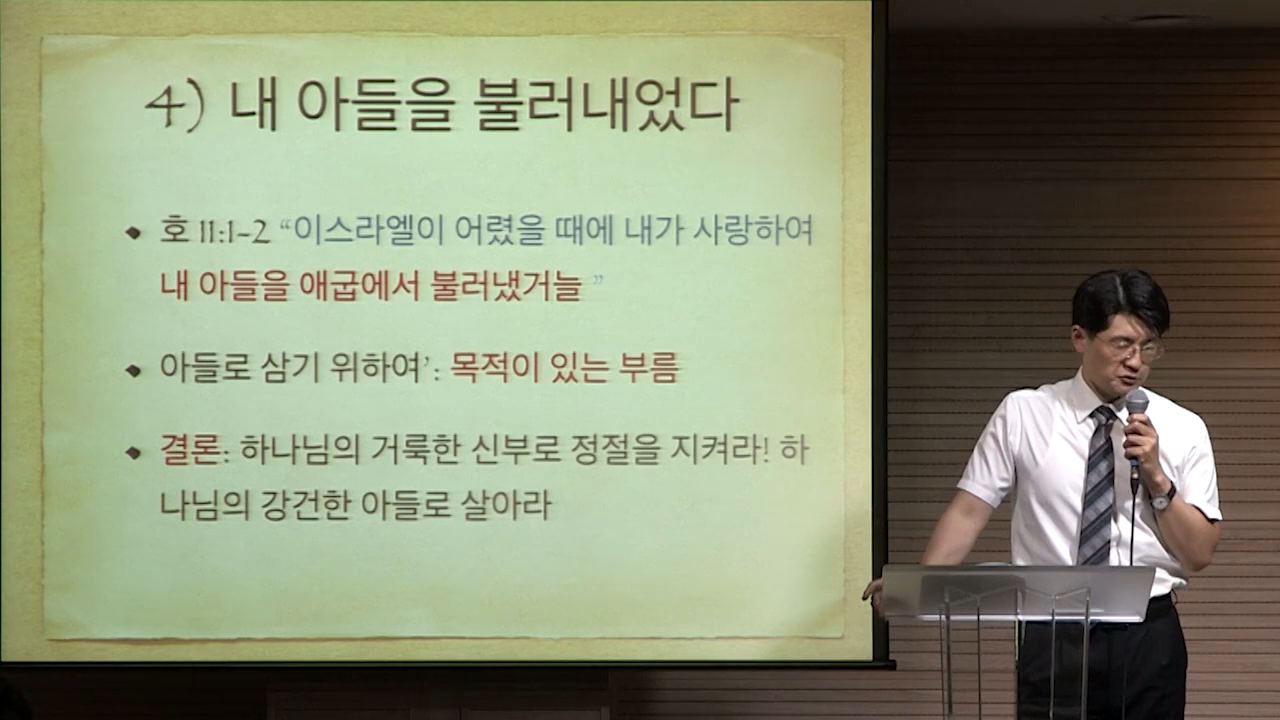 4) 내 아들을 불러내었다
호 11:1-2 “이스라엘이 어렸을 때에 내가 사랑하여
내 아들을 애굽에서 불러냈거늘 ”
아들로 삼기 위하여’: 목적이 있는 부름
결론: 하나님의 거룩한 신부로 정절을 지켜라! 하
나님의 강건한 아들로 살아라